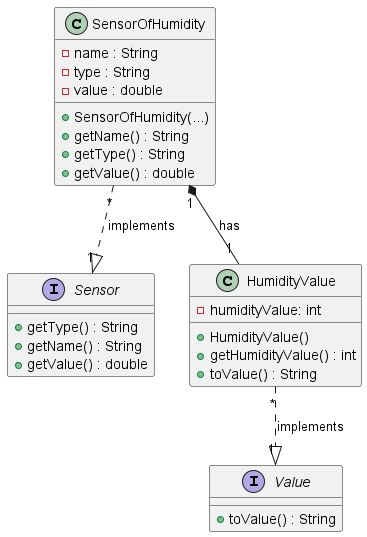 C SensorOfHumidity
name : String
type : String
value : double
SensorOfHumidity(...)
getName() : String
getType() : String
getValue() : double
* 1
implements has
1 1
I Sensor
getType() : String
getName() : String
getValue() : double
C HumidityValue
humidityValue: int
HumidityValue()
getHumidityValue() : int
toValue() : String
*
implements
1
I Value
toValue() : String